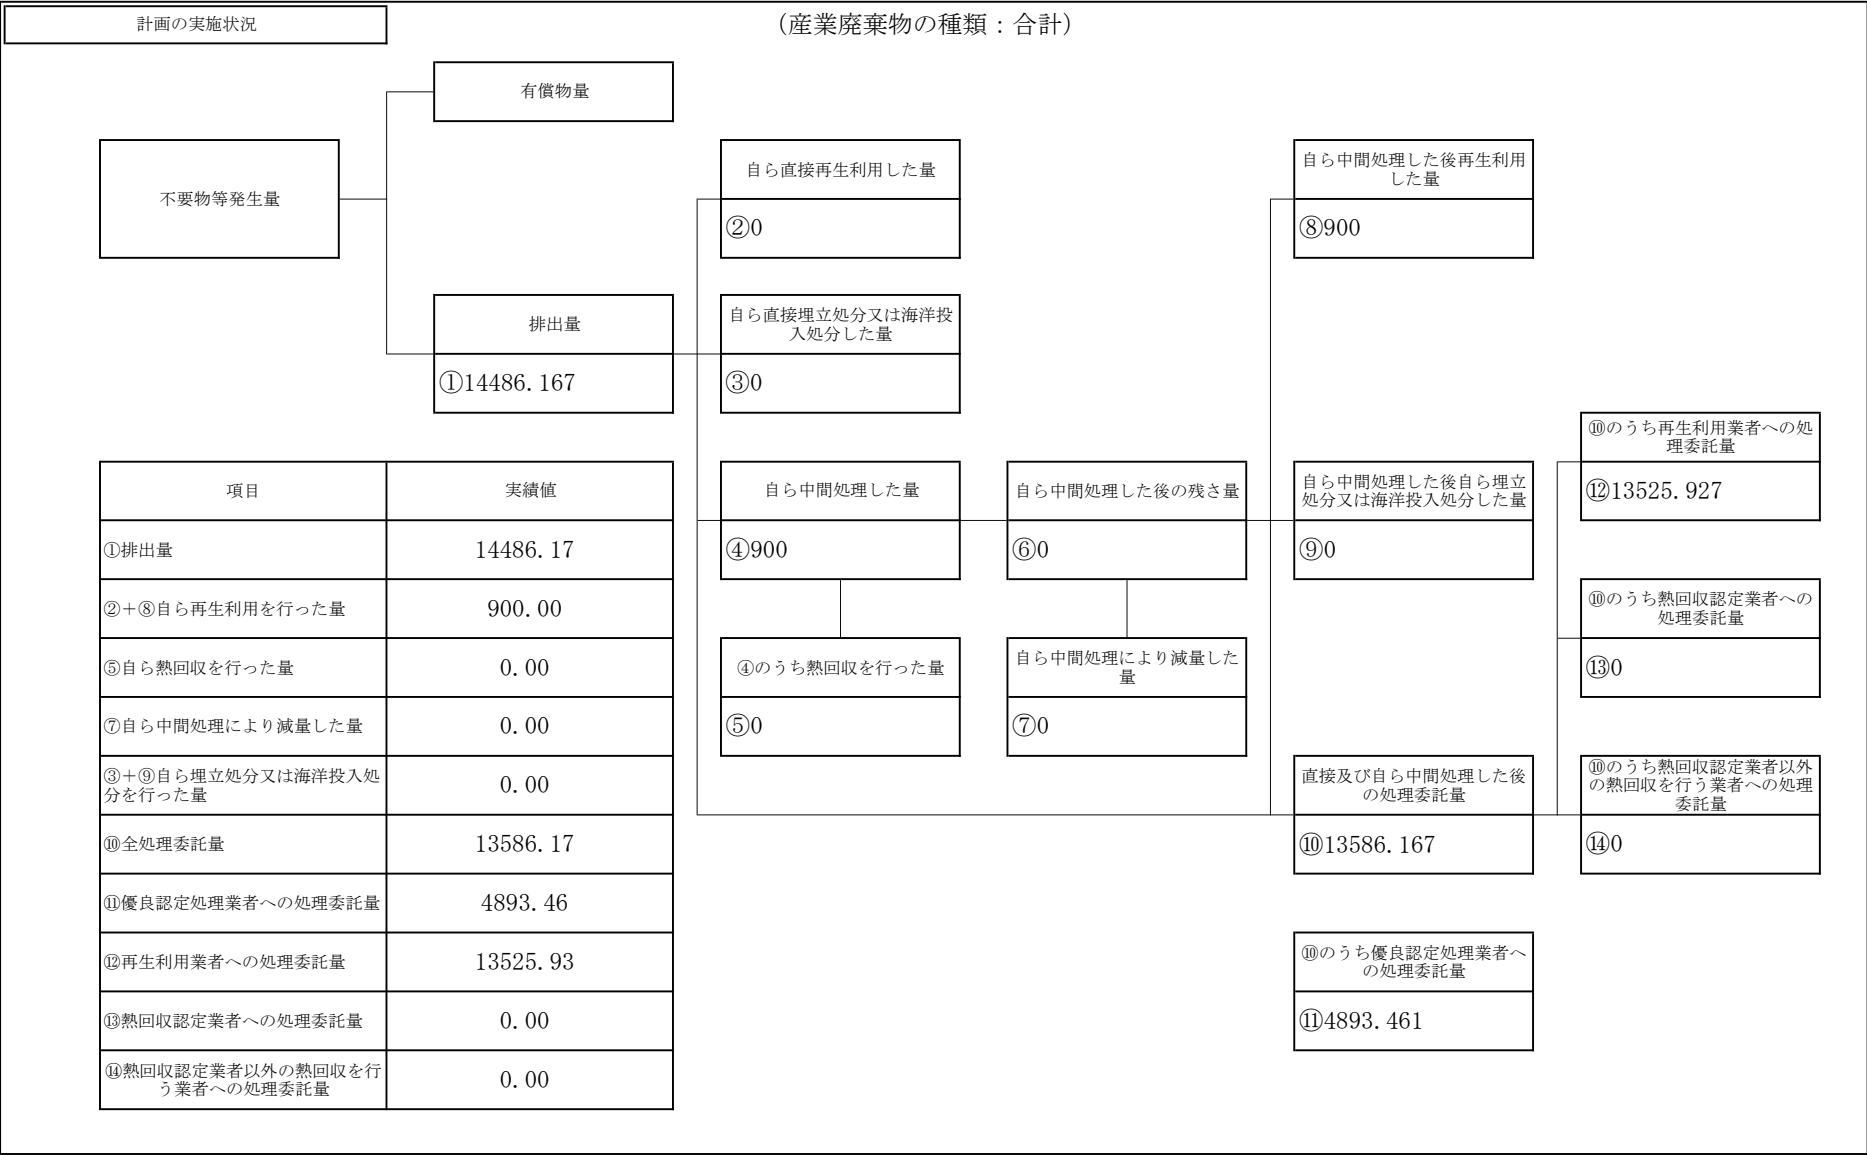 計画の実施状況
（産業廃棄物の種類：合計）
有償物量
不要物等発生量
自ら直接再生利用した量
②0
自ら中間処理した後再生利用
した量
⑧900
排出量
①14486.167
自ら直接埋立処分又は海洋投
入処分した量
③0
⑩のうち再生利用業者への処
理委託量
⑫13525.927
自ら中間処理した量
④900
自ら中間処理した後の残さ量
⑥0
自ら中間処理した後自ら埋立
処分又は海洋投入処分した量
⑨0
⑩のうち熱回収認定業者への
処理委託量
⑬0
④のうち熱回収を行った量
⑤0
自ら中間処理により減量した
量
⑦0
直接及び自ら中間処理した後
の処理委託量
⑩13586.167
⑩のうち熱回収認定業者以外
の熱回収を行う業者への処理
委託量
⑭0
⑩のうち優良認定処理業者へ
の処理委託量
⑪4893.461
項目 実績値
①排出量 14486.17
②＋⑧自ら再生利用を行った量 900.00
⑤自ら熱回収を行った量 0.00
⑦自ら中間処理により減量した量 0.00
③＋⑨自ら埋立処分又は海洋投入処
分を行った量 0.00
⑩全処理委託量 13586.17
⑪優良認定処理業者への処理委託量 4893.46
⑫再生利用業者への処理委託量 13525.93
⑬熱回収認定業者への処理委託量 0.00
⑭熱回収認定業者以外の熱回収を行
う業者への処理委託量 0.00